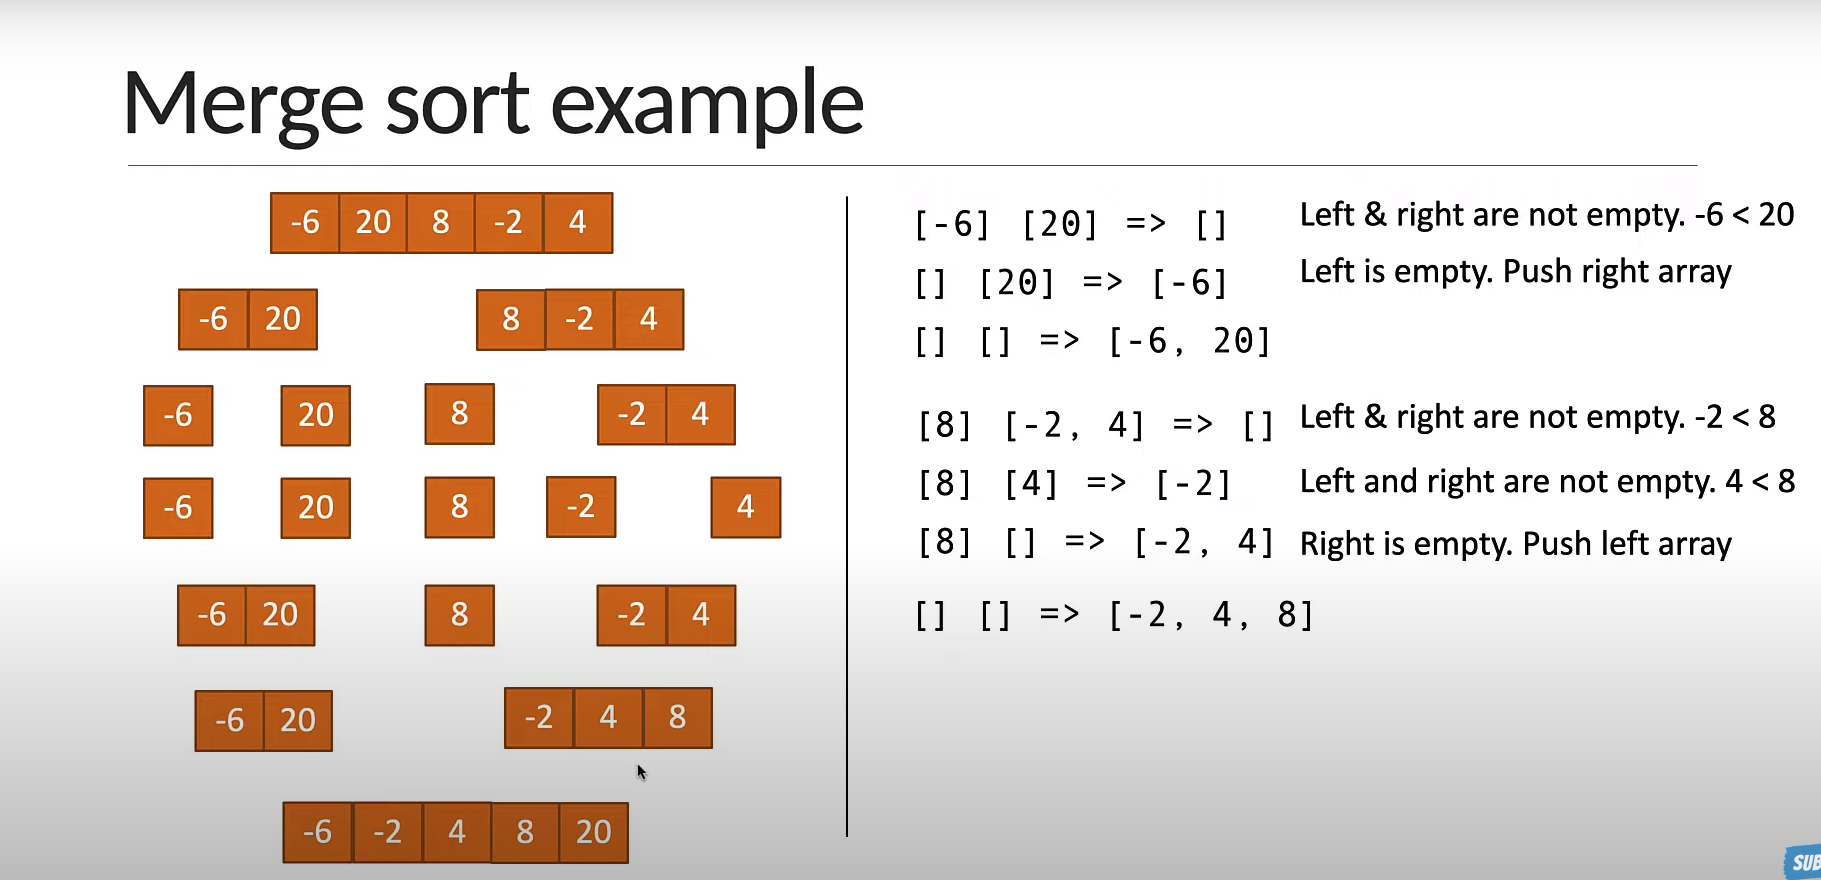 Merge sort example
-6 20 8 -2 4
-6 20
8 -2 4
-6
20
8
-2 4
-6
20
8
-2
4
-6 20
8
-2 4
-6 20
-2 4 8
-6 -2 4 8 20
[-6] [20] => []
Left & right are not empty. -6 < 20
[] [20] => [-6]
Left is empty. Push right array
[] [] => [-6, 20]
[8] [-2, 4] => []
Left & right are not empty. -2 < 8
[8] [4] => [-2]
Left and right are not empty. 4 < 8
[8] [] => [-2, 4]
Right is empty. Push left array
[] [] => [-2, 4, 8]
SUB